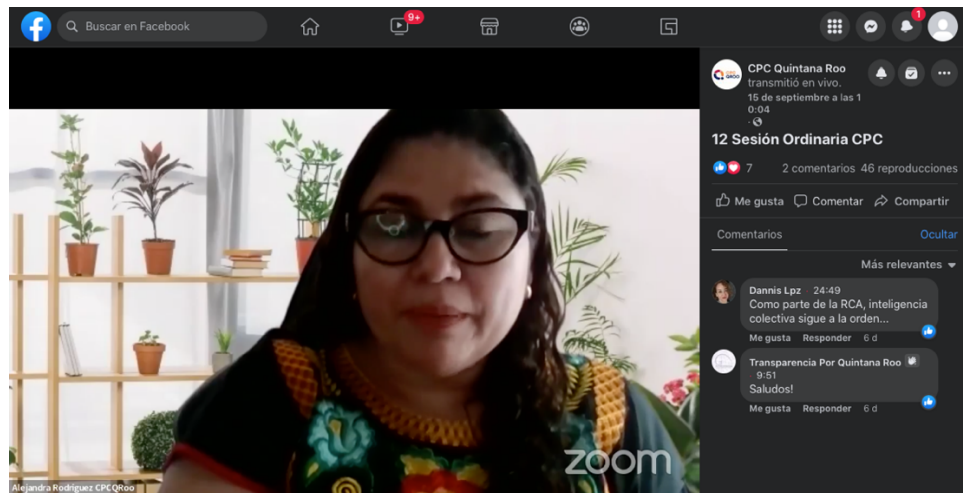 Buscar en Facebook
9+
1
CPC Quintana Roo
transmitió en vivo.
15 de septiembre a las 1
0:04
12 Sesión Ordinaria CPC
7 2 comentarios 46 reproducciones
Me gusta Comentar Compartir
Comentarios Ocultar
Más relevantes
Dannis Lpz 24:49
Como parte de la RCA, inteligencia
colectiva sigue a la orden...
Me gusta Responder 6 d
Transparencia Por Quintana Roo
9:51
Saludos!
Me gusta Responder 6 d
zoom
Alejandra Rodríguez CPCQRoo